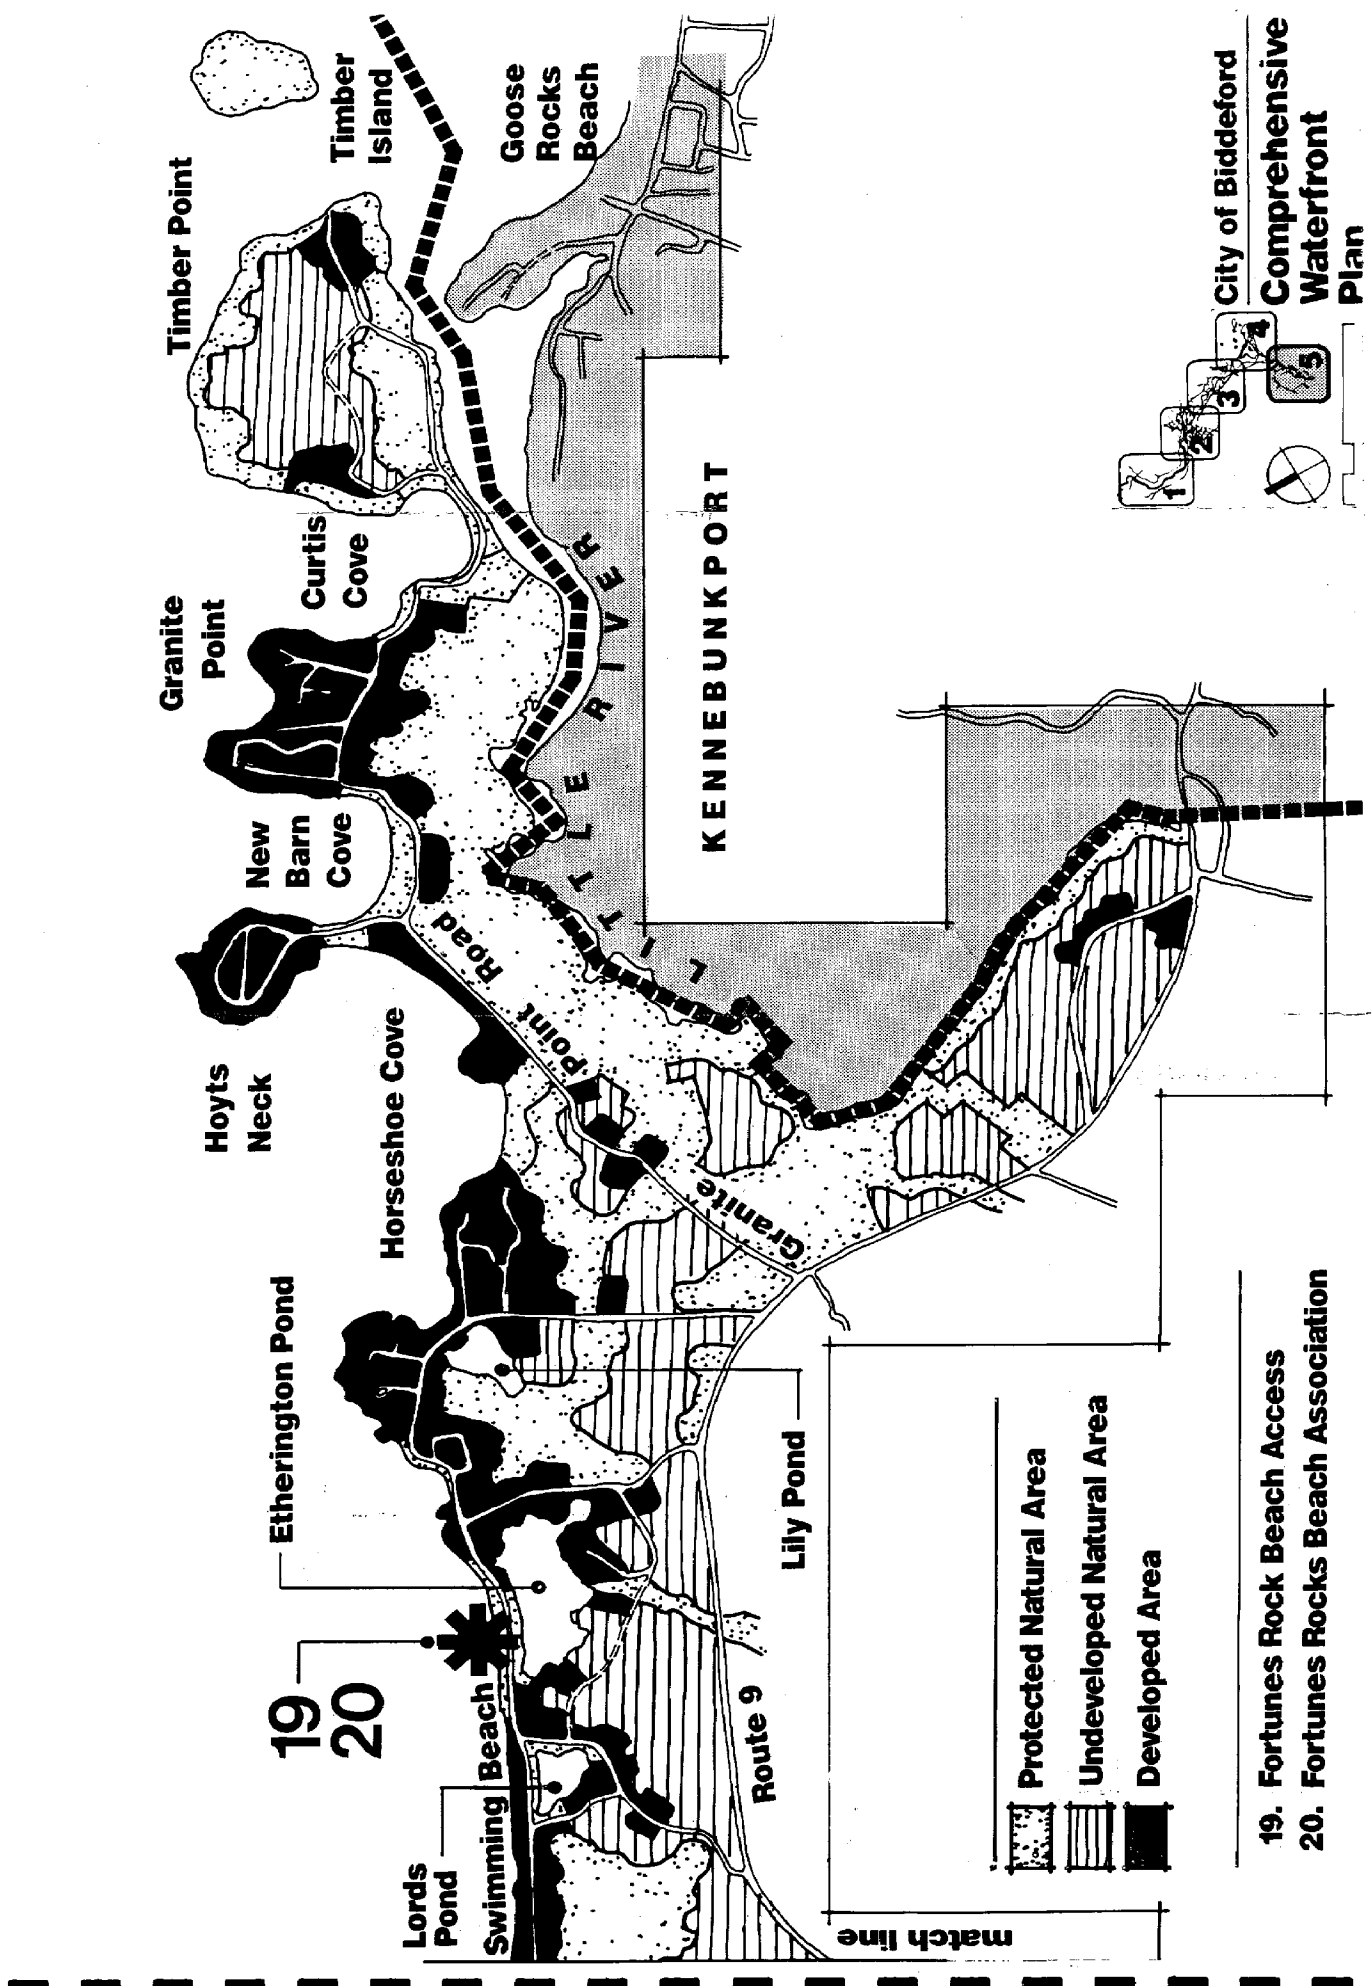 Timber Point
Timber
Island
Goose
Rocks
Beach
Granite
Point
Curtis
Cove
New
Barn
Cove
Hoyts
Neck
Horseshoe Cove
Etherington Pond
19
20
Lords
Pond
Swimming Beach
Lily Pond
Route 9
Granite Point Road
LITTLE RIVER
KENNEBUNKPORT
match line
Protected Natural Area
Undeveloped Natural Area
Developed Area
19. Fortunes Rock Beach Access
20. Fortunes Rocks Beach Association
1
2
3
4
5
City of Biddeford
Comprehensive
Waterfront
Plan